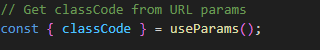 // Get classCode from URL params
const { classCode } = useParams();